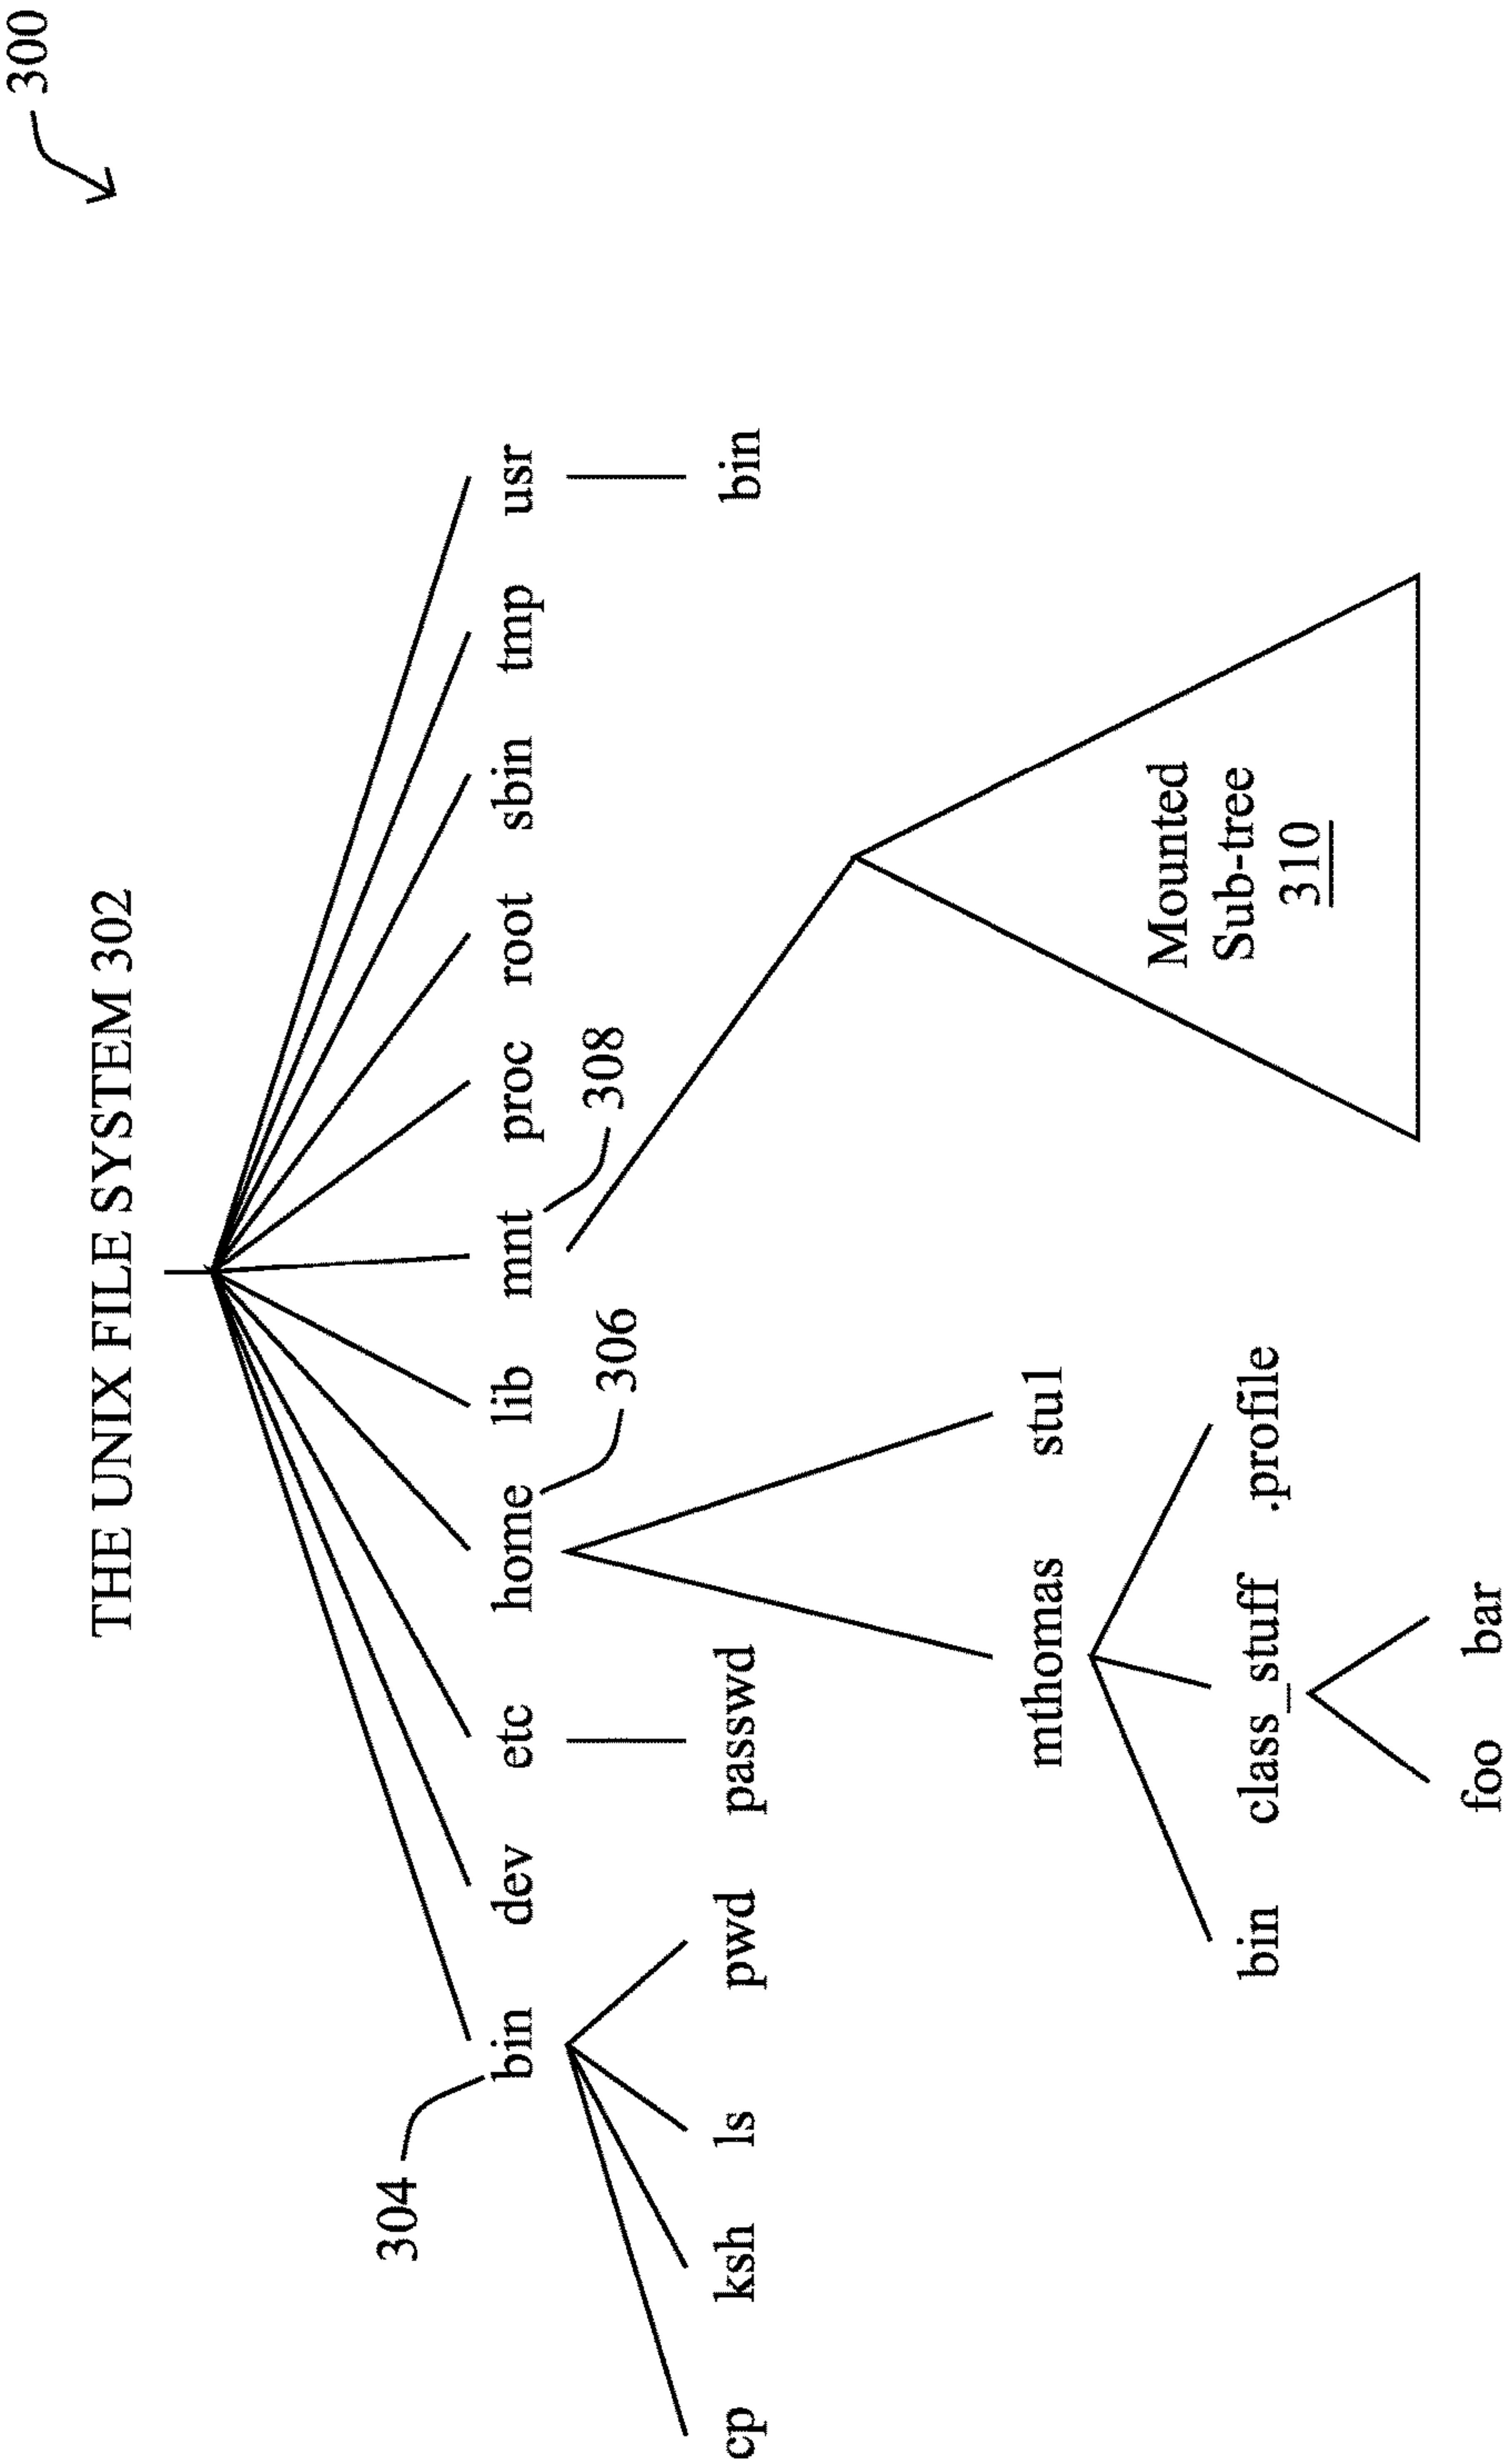 300
THE UNIX FILE SYSTEM 302
304
bin dev etc home lib mnt proc root sbin tmp usr
306
308
cp ksh ls pwd passwd bin
mthomas stu1
Mounted
Sub-tree
310
bin class_stuff .profile
foo bar